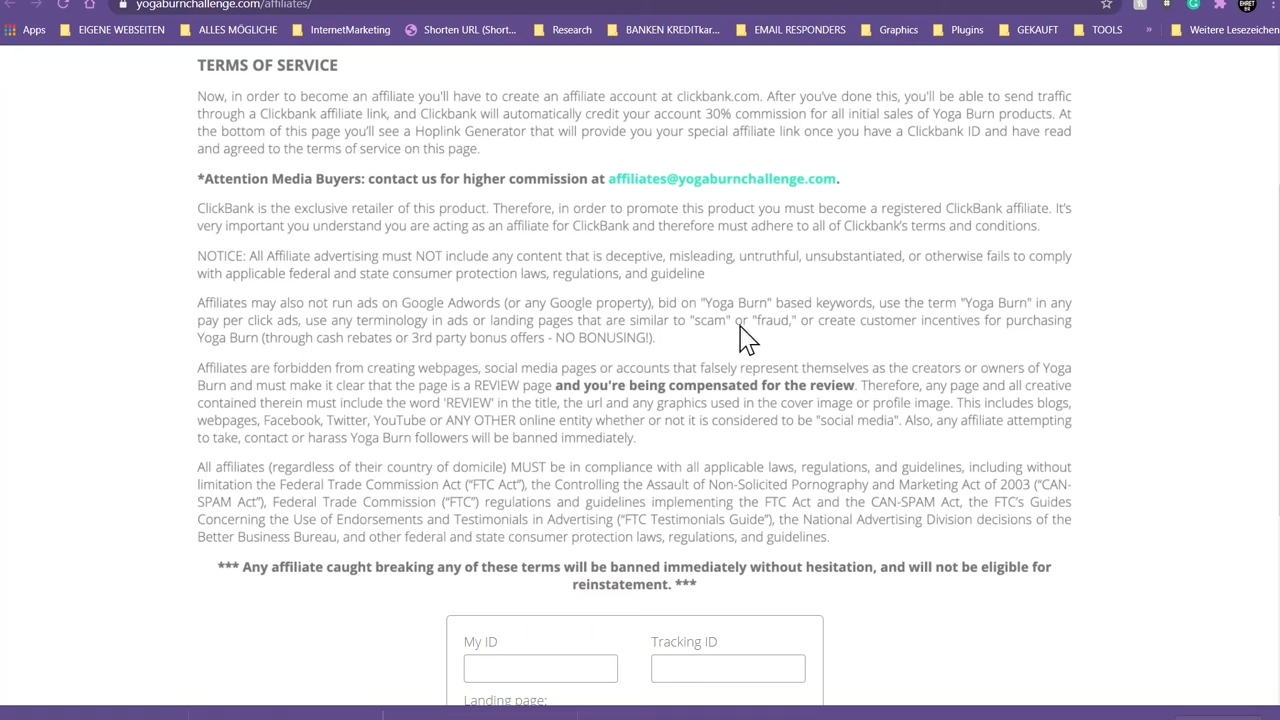 yogaburnchallenge.com/affiliates/
Apps EIGENE WEBSEITEN ALLES MÖGLICHE InternetMarketing Shorten URL (Short... Research BANKEN KREDITkar... EMAIL RESPONDERS Graphics Plugins GEKAUFT TOOLS » Weitere Lesezeichen
TERMS OF SERVICE
Now, in order to become an affiliate you'll have to create an affiliate account at clickbank.com. After you've done this, you'll be able to send traffic
through a Clickbank affiliate link, and Clickbank will automatically credit your account 30% commission for all initial sales of Yoga Burn products. At
the bottom of this page you'll see a Hoplink Generator that will provide you your special affiliate link once you have a Clickbank ID and have read
and agreed to the terms of service on this page.
*Attention Media Buyers: contact us for higher commission at affiliates@yogaburnchallenge.com.
ClickBank is the exclusive retailer of this product. Therefore, in order to promote this product you must become a registered ClickBank affiliate. It's
very important you understand you are acting as an affiliate for ClickBank and therefore must adhere to all of Clickbank's terms and conditions.
NOTICE: All Affiliate advertising must NOT include any content that is deceptive, misleading, untruthful, unsubstantiated, or otherwise fails to comply
with applicable federal and state consumer protection laws, regulations, and guideline
Affiliates may also not run ads on Google Adwords (or any Google property), bid on "Yoga Burn" based keywords, use the term "Yoga Burn" in any
pay per click ads, use any terminology in ads or landing pages that are similar to "scam" or "fraud," or create customer incentives for purchasing
Yoga Burn (through cash rebates or 3rd party bonus offers - NO BONUSING!).
Affiliates are forbidden from creating webpages, social media pages or accounts that falsely represent themselves as the creators or owners of Yoga
Burn and must make it clear that the page is a REVIEW page and you're being compensated for the review. Therefore, any page and all creative
contained therein must include the word 'REVIEW' in the title, the url and any graphics used in the cover image or profile image. This includes blogs,
webpages, Facebook, Twitter, YouTube or ANY OTHER online entity whether or not it is considered to be "social media". Also, any affiliate attempting
to take, contact or harass Yoga Burn followers will be banned immediately.
All affiliates (regardless of their country of domicile) MUST be in compliance with all applicable laws, regulations, and guidelines, including without
limitation the Federal Trade Commission Act ("FTC Act"), the Controlling the Assault of Non-Solicited Pornography and Marketing Act of 2003 ("CAN-
SPAM Act"), Federal Trade Commission ("FTC") regulations and guidelines implementing the FTC Act and the CAN-SPAM Act, the FTC's Guides
Concerning the Use of Endorsements and Testimonials in Advertising ("FTC Testimonials Guide"), the National Advertising Division decisions of the
Better Business Bureau, and other federal and state consumer protection laws, regulations, and guidelines.
*** Any affiliate caught breaking any of these terms will be banned immediately without hesitation, and will not be eligible for
reinstatement. ***
My ID Tracking ID
Landing page: